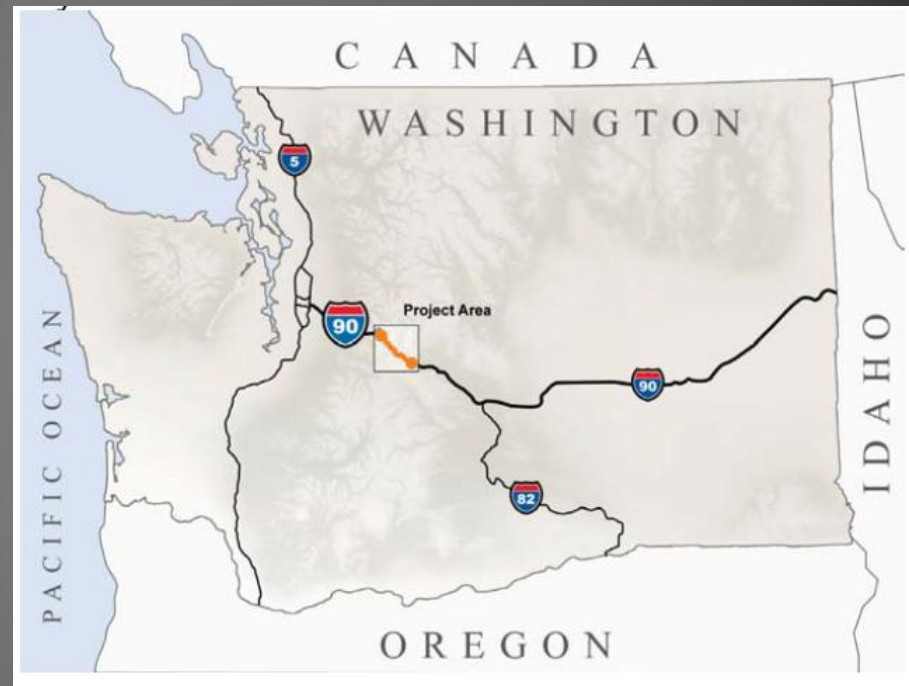 CANADA
WASHINGTON
5
Project Area
90
90
82
PACIFIC OCEAN
IDAHO
OREGON